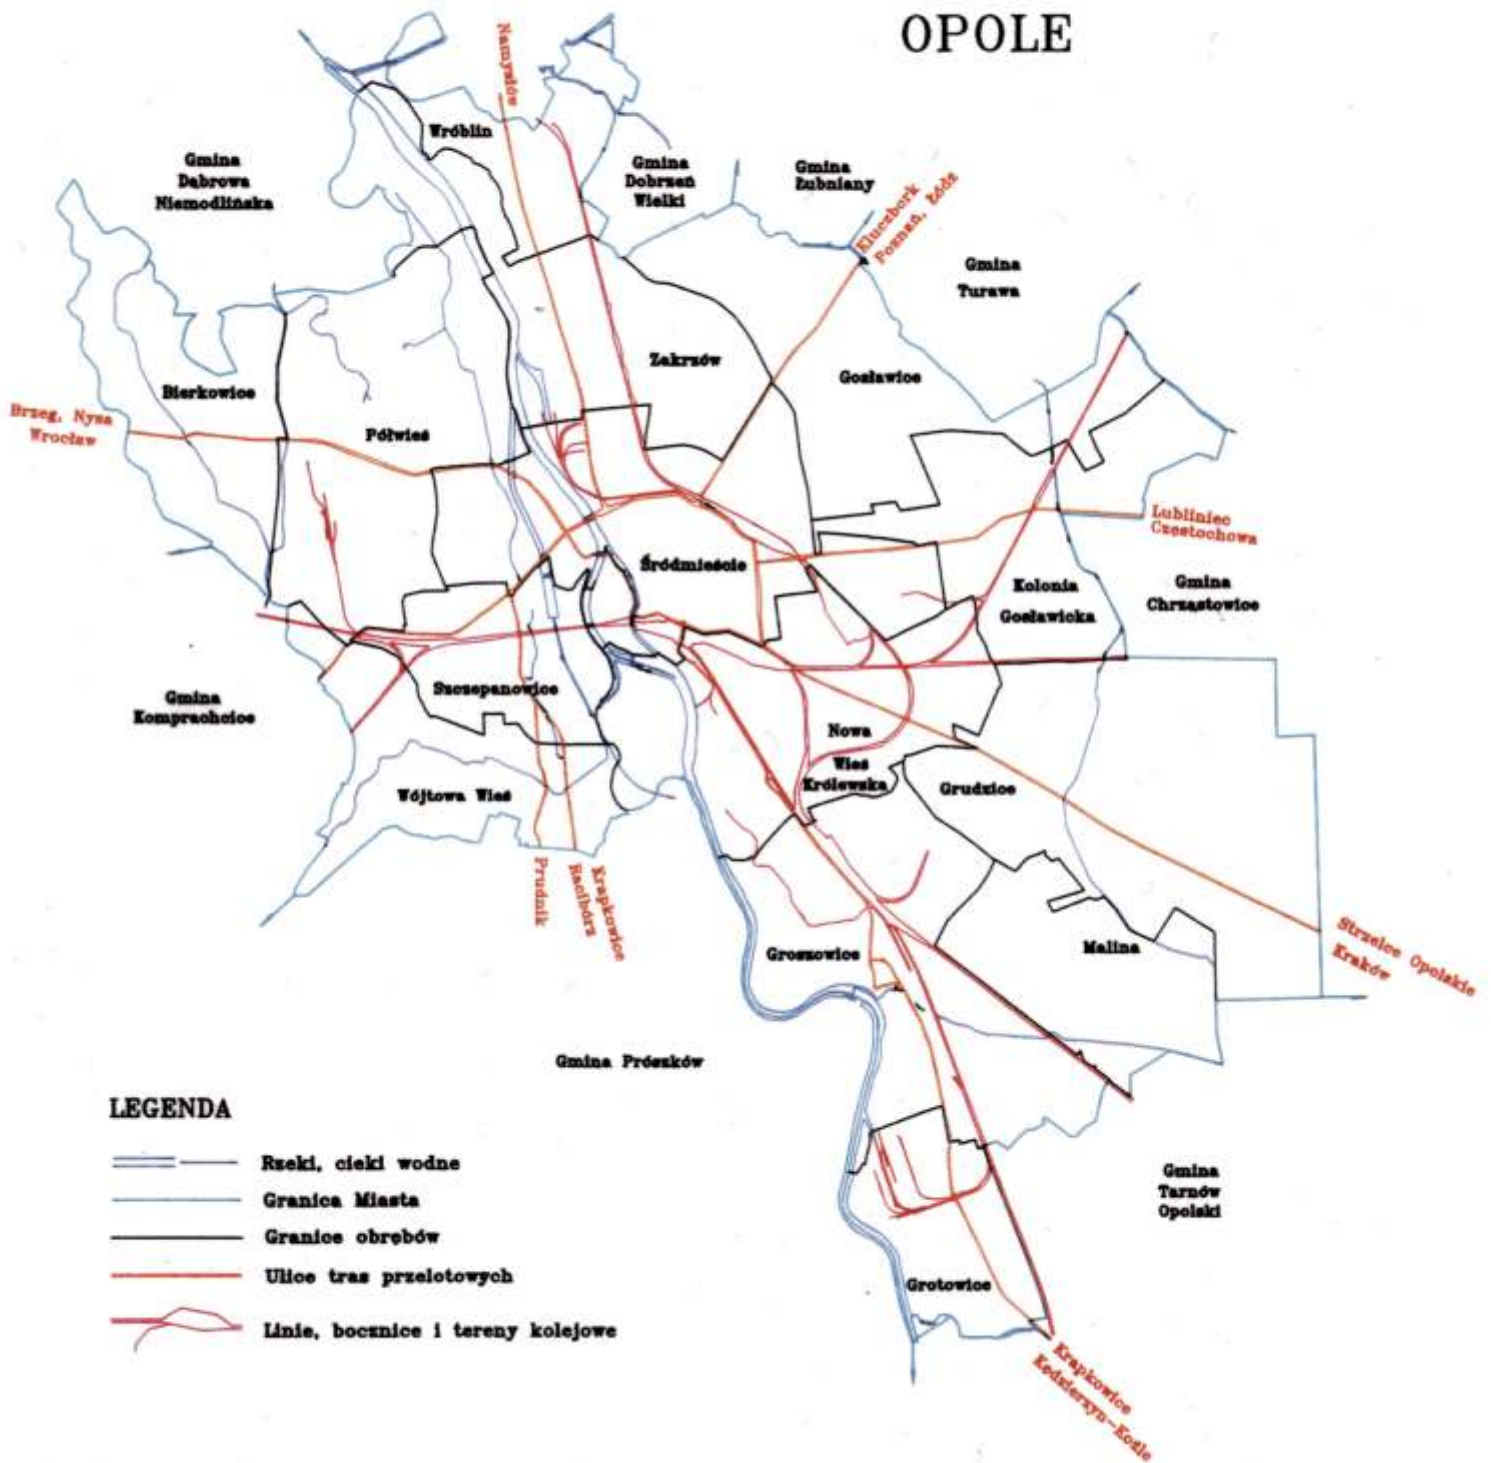 OPOLE
Namysłów
Wróblin
Gmina
Dąbrowa
Niemodlińska
Gmina
Dobrzeń
Wielki
Gmina
Łubniany
Kluczbork
Poznań, Łódź
Gmina
Turawa
Zakrzów
Gosławice
Bierkowice
Półwieś
Brzeg, Nysa
Wrocław
Lubliniec
Częstochowa
Śródmieście
Kolonia
Gosławicka
Gmina
Chrząstowice
Szczepanowice
Gmina
Komprachcice
Nowa
Wieś
Królewska
Grudzice
Wójtowa Wieś
Prudnik
Racibórz
Krapkowice
Groszowice
Malina
Strzelce Opolskie
Kraków
Gmina Prószków
LEGENDA
Rzeki, cieki wodne
Granica Miasta
Granice obrębów
Ulice tras przelotowych
Linie, bocznice i tereny kolejowe
Gmina
Tarnów
Opolski
Grotowice
Krapkowice
Kędzierzyn-Koźle